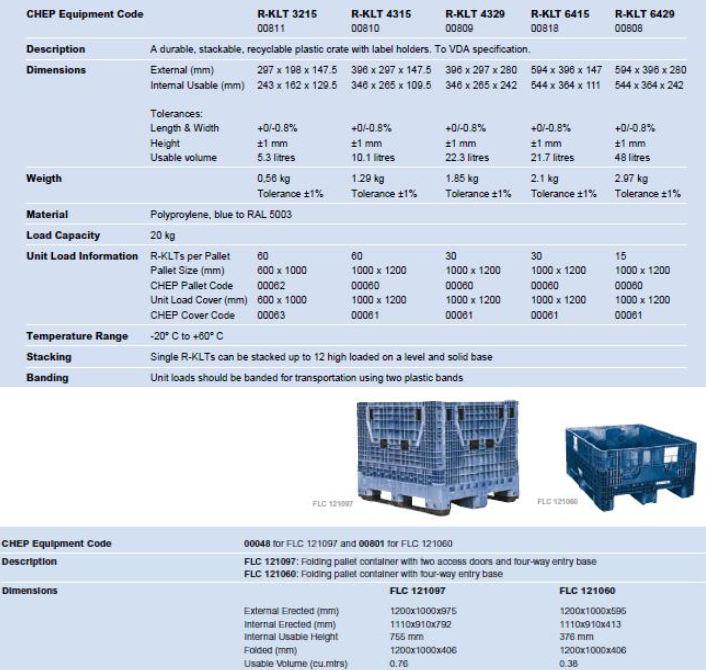 CHEP Equipment Code R-KLT 3215 R-KLT 4315 R-KLT 4329 R-KLT 6415 R-KLT 6429
00811 00810 00809 00818 00808
Description A durable, stackable, recyclable plastic crate with label holders. To VDA specification.
Dimensions External (mm) 297 x 198 x 147.5 396 x 297 x 147.5 396 x 297 x 280 594 x 396 x 147 594 x 396 x 280
Internal Usable (mm) 243 x 162 x 129.5 346 x 265 x 109.5 346 x 265 x 242 544 x 364 x 111 544 x 364 x 242
Tolerances:
Length & Width +0/-0.8% +0/-0.8% +0/-0.8% +0/-0.8% +0/-0.8%
Height ±1 mm ±1 mm ±1 mm ±1 mm ±1 mm
Usable volume 5.3 litres 10.1 litres 22.3 litres 21.7 litres 48 litres
Weigth 0,56 kg 1.29 kg 1.85 kg 2.1 kg 2.97 kg
Tolerance ±1% Tolerance ±1% Tolerance ±1% Tolerance ±1% Tolerance ±1%
Material Polyproylene, blue to RAL 5003
Load Capacity 20 kg
Unit Load Information R-KLTs per Pallet 60 60 30 30 15
Pallet Size (mm) 600 x 1000 1000 x 1200 1000 x 1200 1000 x 1200 1000 x 1200
CHEP Pallet Code 00062 00060 00060 00060 00060
Unit Load Cover (mm) 600 x 1000 1000 x 1200 1000 x 1200 1000 x 1200 1000 x 1200
CHEP Cover Code 00063 00061 00061 00061 00061
Temperature Range -20° C to +60° C
Stacking Single R-KLTs can be stacked up to 12 high loaded on a level and solid base
Banding Unit loads should be banded for transportation using two plastic bands
FLC 121097
FLC 121060
CHEP Equipment Code 00048 for FLC 121097 and 00801 for FLC 121060
Description FLC 121097: Folding pallet container with two access doors and four-way entry base
FLC 121060: Folding pallet container with four-way entry base
Dimensions FLC 121097 FLC 121060
External Erected (mm) 1200x1000x975 1200x1000x595
Internal Erected (mm) 1110x910x792 1110x910x413
Internal Usable Height 755 mm 376 mm
Folded (mm) 1200x1000x406 1200x1000x406
Usable Volume (cu.mtrs) 0.76 0.38